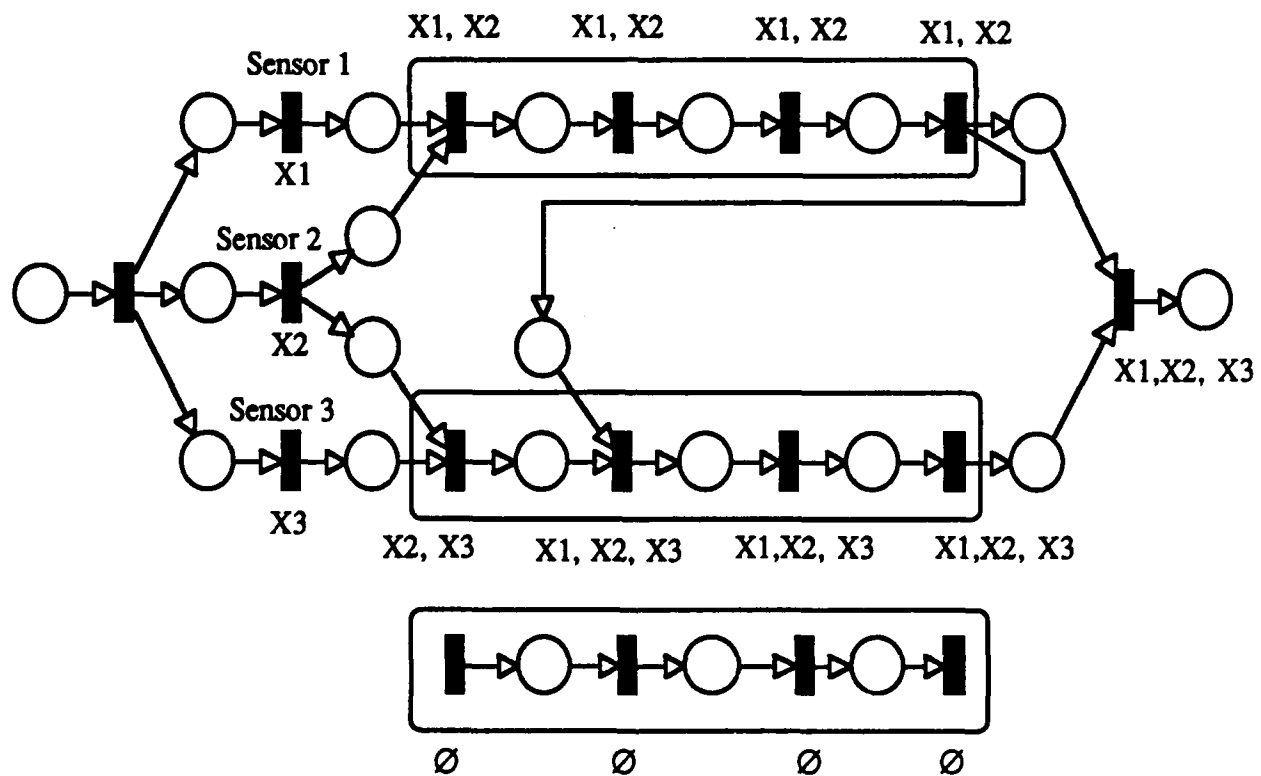 X1, X2 X1, X2 X1, X2 X1, X2
Sensor 1
X1
Sensor 2
X2
X1,X2, X3
Sensor 3
X3
X2, X3 X1, X2, X3 X1,X2, X3 X1,X2, X3
Ø Ø Ø Ø